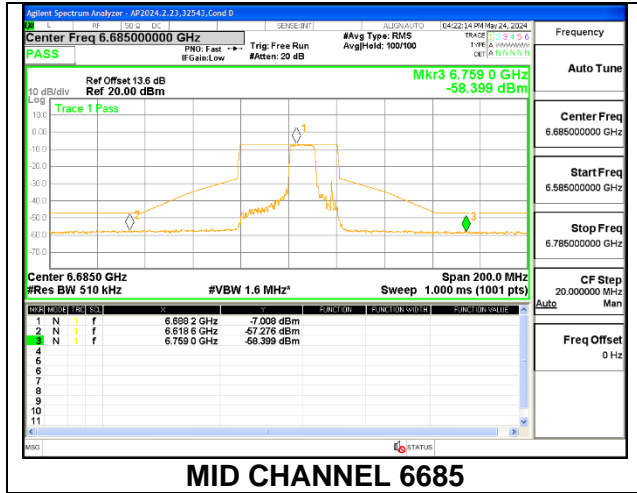 Agilent Spectrum Analyzer - AP2024.2.23,32543,Cond D
L RF 50 Ω DC SENSE:INT ALIGN AUTO 04:22:14 PM May 24, 2024
Center Freq 6.685000000 GHz
PASS
PNO: Fast
IFGain:Low
Trig: Free Run
#Atten: 20 dB
#Avg Type: RMS
Avg|Hold: 100/100
TRACE 1 2 3 4 5 6
TYPE A WWWWW
DET A N N N N N
Frequency
Auto Tune
Ref Offset 13.6 dB
10 dB/div Ref 20.00 dBm
Mkr3 6.759 0 GHz
-58.399 dBm
Log
Trace 1 Pass
10.0
0.00
-10.0
-20.0
-30.0
-40.0
-50.0
-60.0
-70.0
1
2
3
Center 6.6850 GHz Span 200.0 MHz
#Res BW 510 kHz #VBW 1.6 MHz* Sweep 1.000 ms (1001 pts)
MKR MODE TRC SCL X Y FUNCTION FUNCTION WIDTH FUNCTION VALUE
1 N 1 f 6.688 2 GHz -7.008 dBm
2 N 1 f 6.618 6 GHz -57.276 dBm
3 N 1 f 6.759 0 GHz -58.399 dBm
4
5
6
7
8
9
10
11
Center Freq
6.685000000 GHz
Start Freq
6.585000000 GHz
Stop Freq
6.785000000 GHz
CF Step
20.000000 MHz
Auto Man
Freq Offset
0 Hz
MSG STATUS
MID CHANNEL 6685